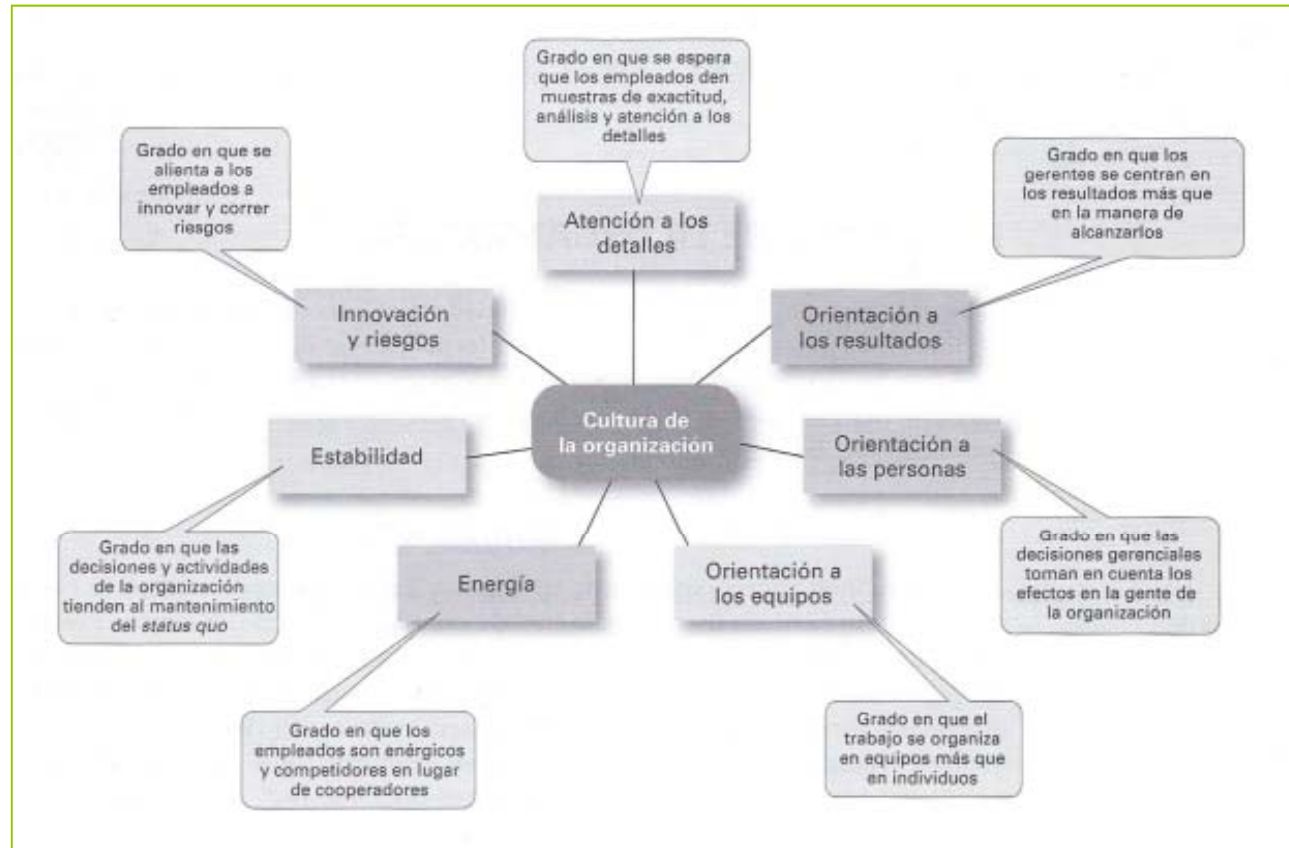 Grado en que se espera
que los empleados den
muestras de exactitud,
análisis y atención a los
detalles
Grado en que se
alienta a los
empleados a
innovar y correr
riesgos
Grado en que los
gerentes se centran en
los resultados más que
en la manera de
alcanzarlos
Atención a los
detalles
Innovación
y riesgos
Orientación a
los resultados
Cultura de
la organización
Estabilidad
Orientación a
las personas
Grado en que las
decisiones y actividades
de la organización
tienden al mantenimiento
del status quo
Energía
Orientación a
los equipos
Grado en que las
decisiones gerenciales
toman en cuenta los
efectos en la gente de
la organización
Grado en que los
empleados son enérgicos
y competidores en lugar
de cooperadores
Grado en que el
trabajo se organiza
en equipos más que
en individuos